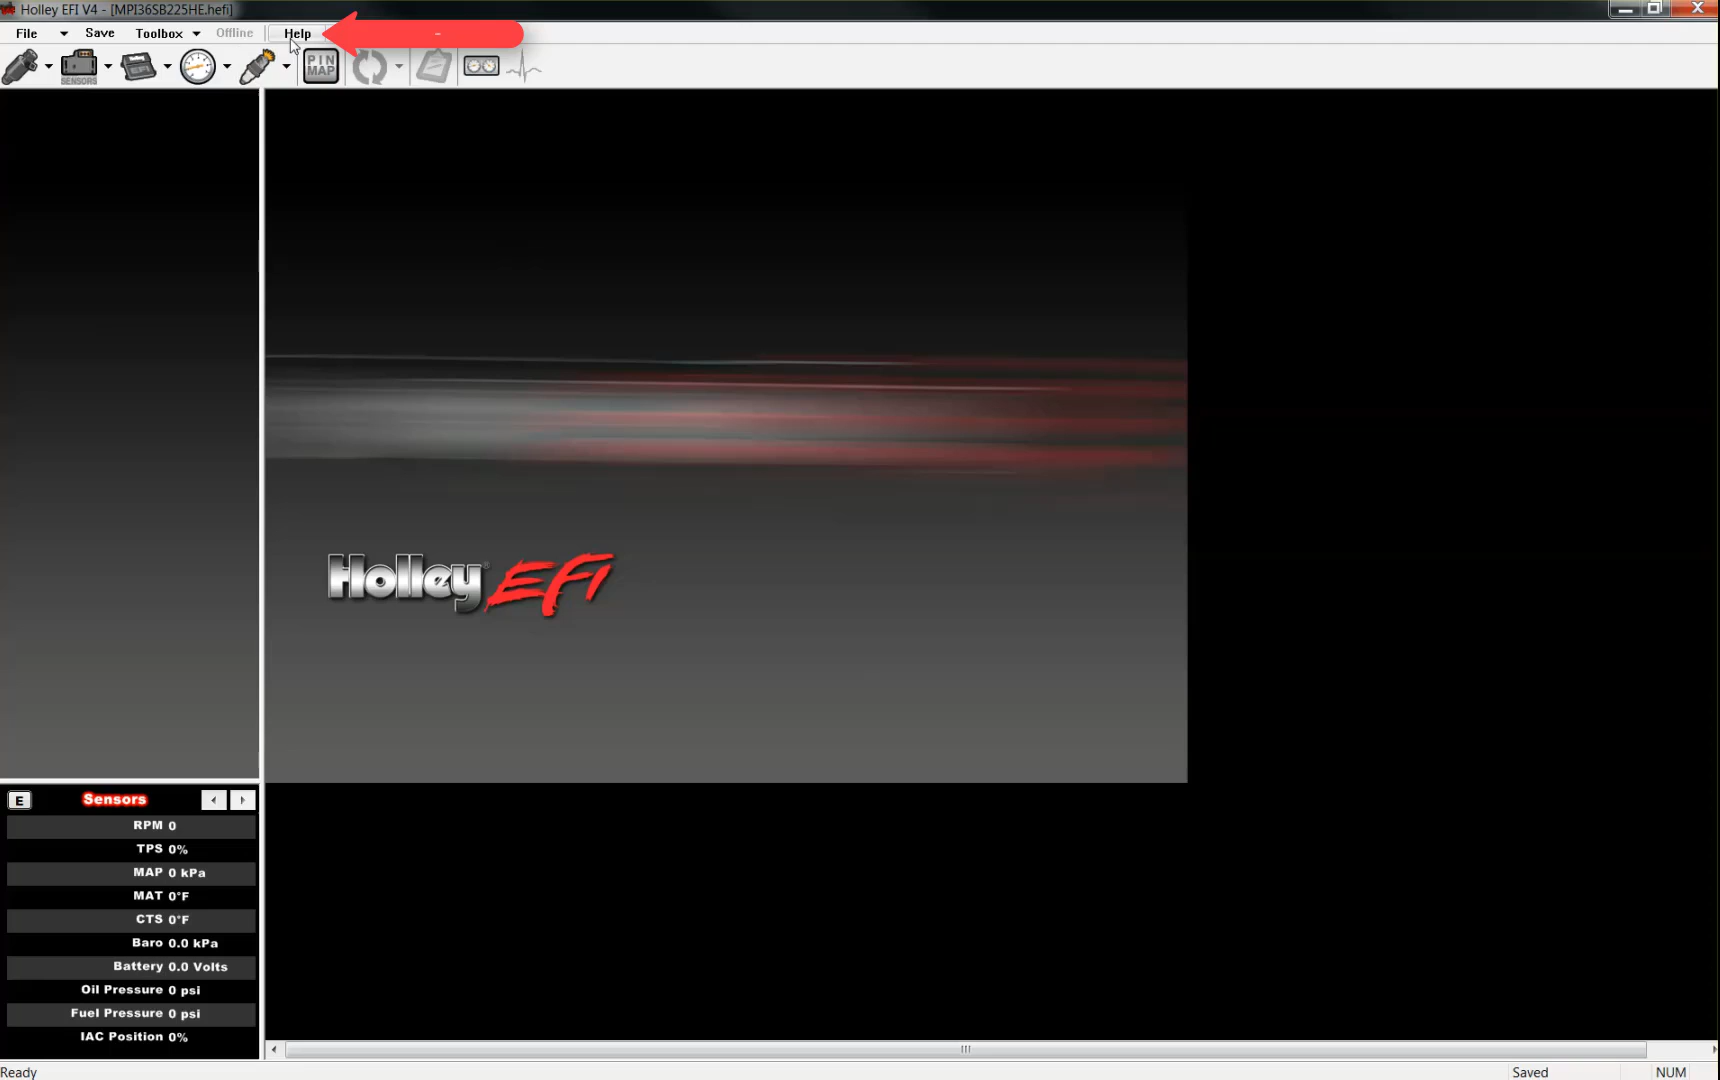 Holley EFI V4 - [MPI36SB225HE.hefi]
File Save Toolbox Offline Help -
SENSORS
PIN MAP
Holley® EFI
E Sensors
RPM 0
TPS 0%
MAP 0 kPa
MAT 0°F
CTS 0°F
Baro 0.0 kPa
Battery 0.0 Volts
Oil Pressure 0 psi
Fuel Pressure 0 psi
IAC Position 0%
Ready Saved NUM